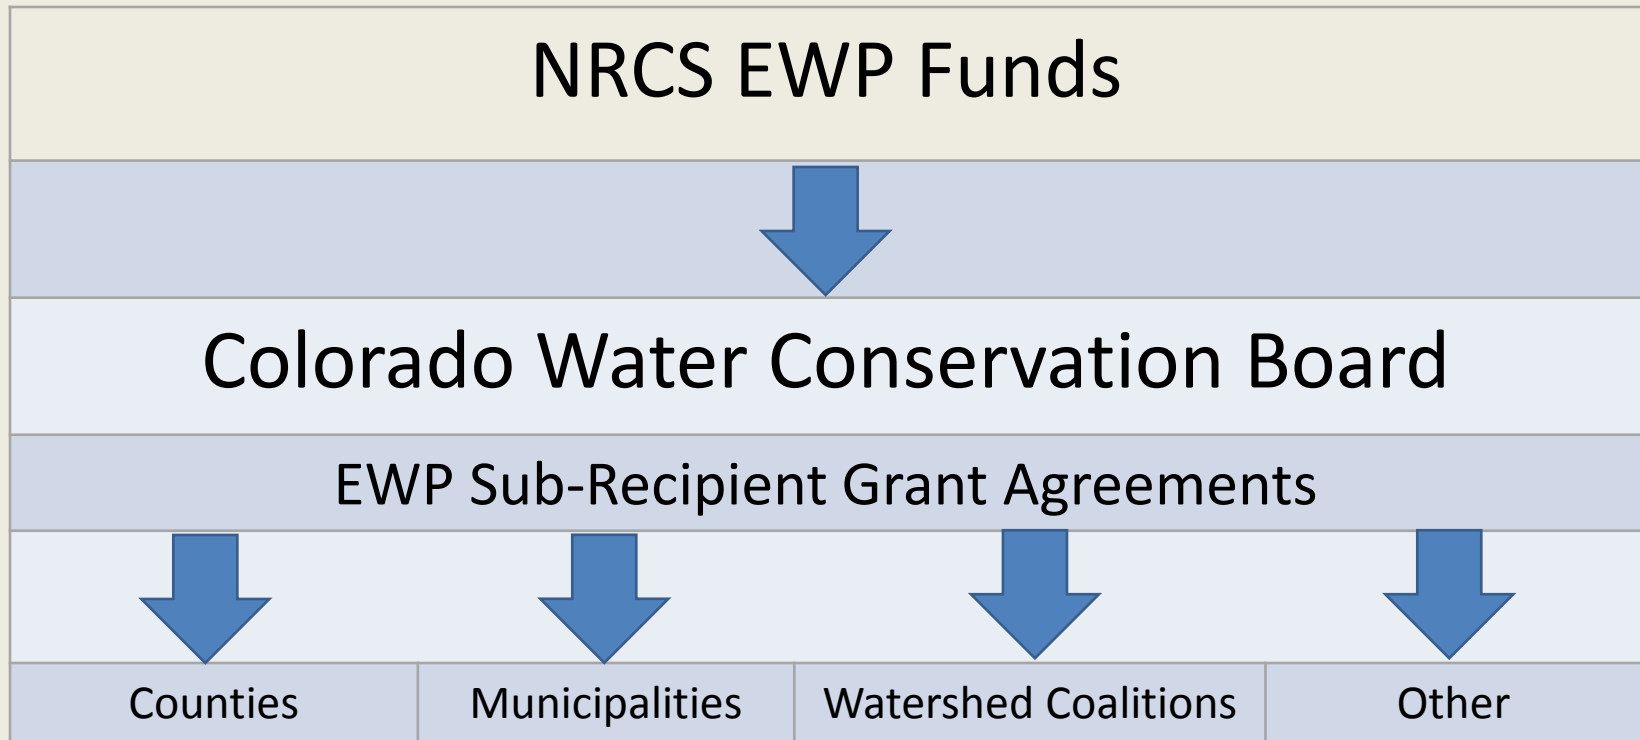 NRCS EWP Funds
Colorado Water Conservation Board
EWP Sub-Recipient Grant Agreements
Counties
Municipalities
Watershed Coalitions
Other